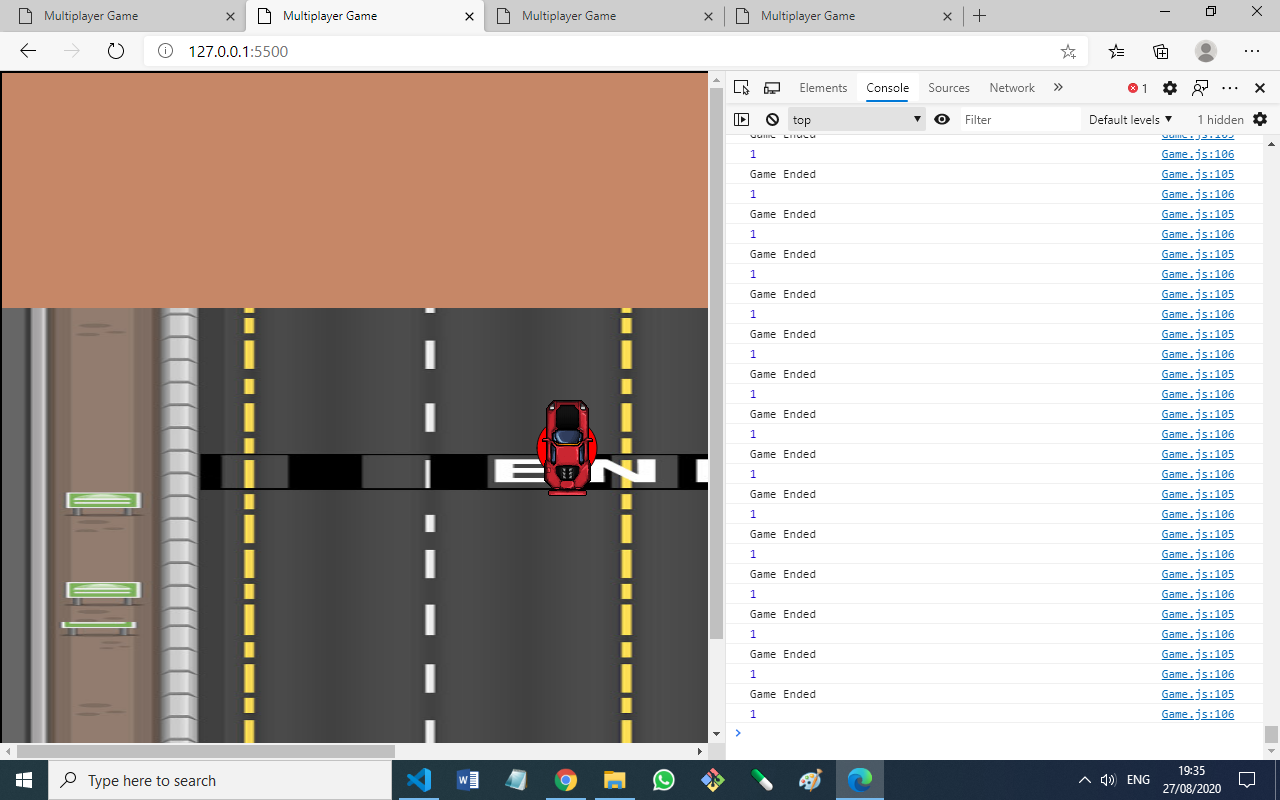 Multiplayer Game
Multiplayer Game
Multiplayer Game
Multiplayer Game
127.0.0.1:5500
Elements
Console
Sources
Network
1
top
Filter
Default levels
1 hidden
Game Ended Game.js:105
1 Game.js:106
Game Ended Game.js:105
1 Game.js:106
Game Ended Game.js:105
1 Game.js:106
Game Ended Game.js:105
1 Game.js:106
Game Ended Game.js:105
1 Game.js:106
Game Ended Game.js:105
1 Game.js:106
Game Ended Game.js:105
1 Game.js:106
Game Ended Game.js:105
1 Game.js:106
Game Ended Game.js:105
1 Game.js:106
Game Ended Game.js:105
1 Game.js:106
Game Ended Game.js:105
1 Game.js:106
Game Ended Game.js:105
1 Game.js:106
Game Ended Game.js:105
1 Game.js:106
Game Ended Game.js:105
1 Game.js:106
Game Ended Game.js:105
1 Game.js:106
EN
Type here to search
ENG
19:35
27/08/2020